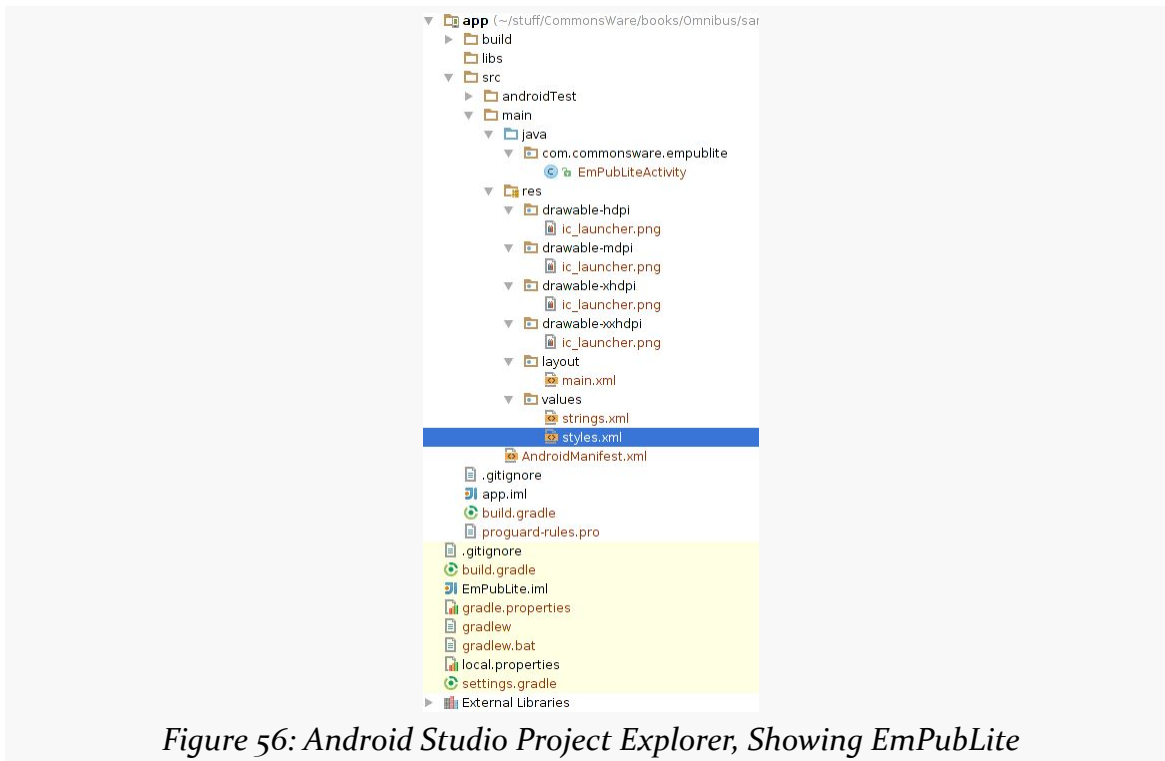 app (~/stuff/CommonsWare/books/Omnibus/sar
build
libs
src
androidTest
main
java
com.commonsware.empublite
EmPubLiteActivity
res
drawable-hdpi
ic_launcher.png
drawable-mdpi
ic_launcher.png
drawable-xhdpi
ic_launcher.png
drawable-xxhdpi
ic_launcher.png
layout
main.xml
values
strings.xml
styles.xml
AndroidManifest.xml
.gitignore
app.iml
build.gradle
proguard-rules.pro
.gitignore
build.gradle
EmPubLite.iml
gradle.properties
gradlew
gradlew.bat
local.properties
settings.gradle
External Libraries
Figure 56: Android Studio Project Explorer, Showing EmPubLite